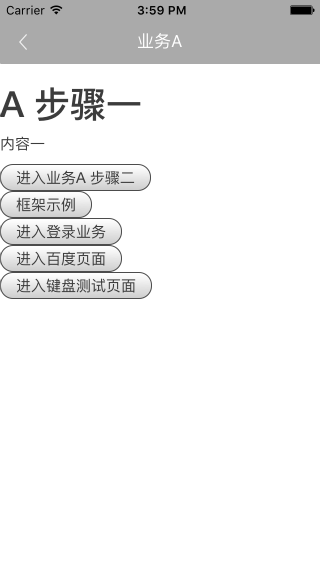 Carrier 3:59 PM
业务A
A 步骤一
内容一
进入业务A 步骤二
框架示例
进入登录业务
进入百度页面
进入键盘测试页面